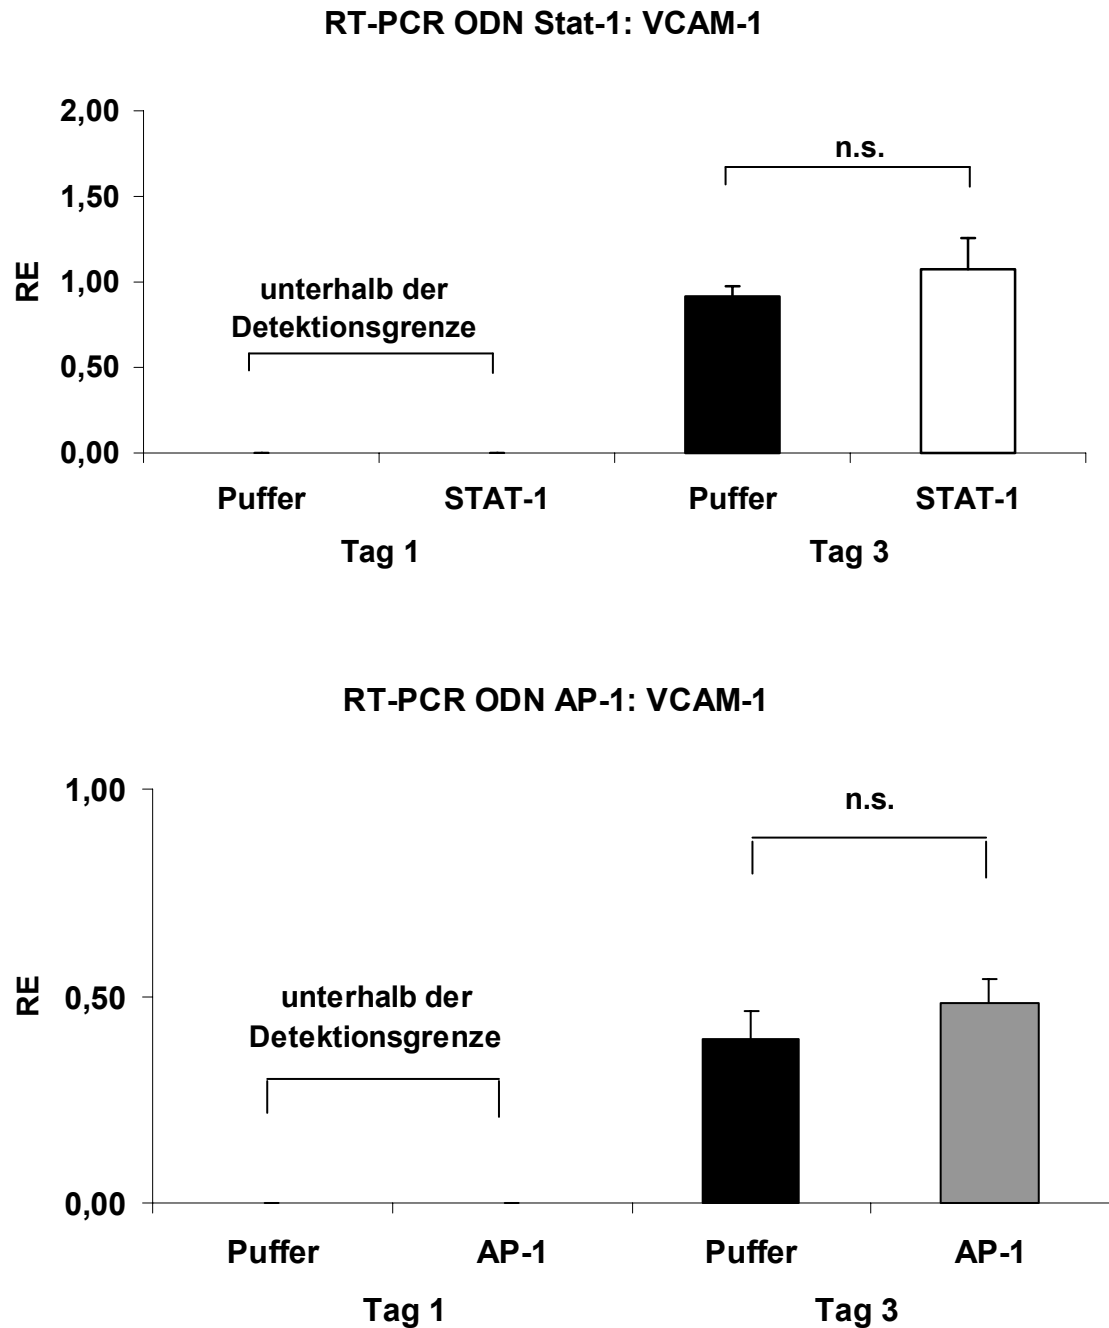 RT-PCR ODN Stat-1: VCAM-1
2,00
1,50
1,00
0,50
0,00
RE
n.s.
unterhalb der
Detektionsgrenze
Puffer STAT-1 Puffer STAT-1
Tag 1 Tag 3
RT-PCR ODN AP-1: VCAM-1
1,00
0,50
0,00
RE
n.s.
unterhalb der
Detektionsgrenze
Puffer AP-1 Puffer AP-1
Tag 1 Tag 3